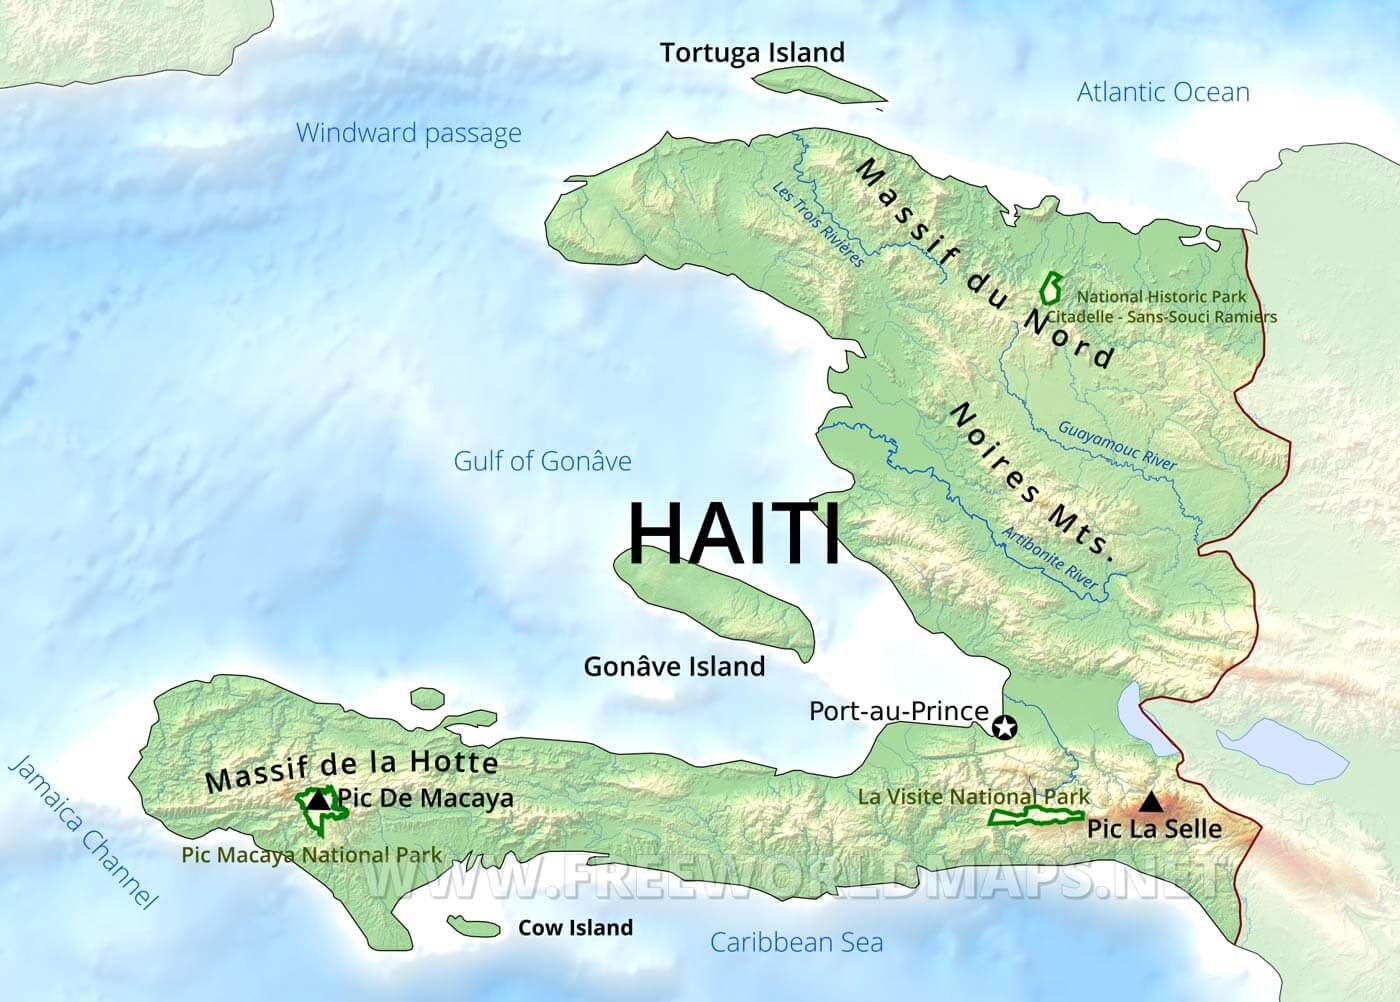 Tortuga Island
Atlantic Ocean
Windward passage
Massif du Nord
Les Trois Rivières
National Historic Park
Citadelle - Sans-Souci Ramiers
Noires Mts.
Guayamouc River
Gulf of Gonâve
HAITI
Artibonite River
Gonâve Island
Port-au-Prince
Massif de la Hotte
Jamaica Channel
Pic De Macaya
La Visite National Park
Pic La Selle
Pic Macaya National Park
WWW.FREEWORLDMAPS.NET
Cow Island
Caribbean Sea